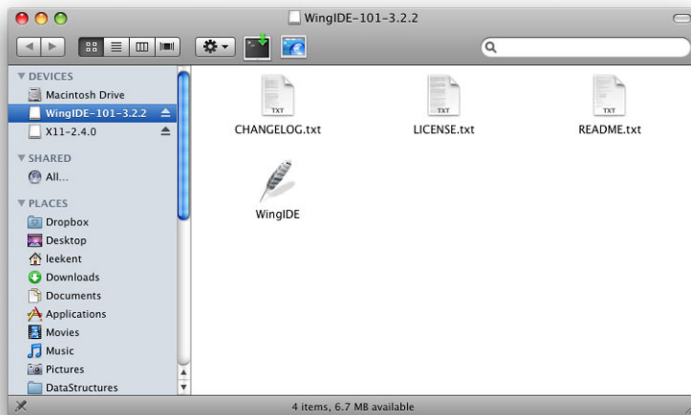 WingIDE-101-3.2.2
DEVICES
Macintosh Drive
WingIDE-101-3.2.2
X11-2.4.0
SHARED
All...
PLACES
Dropbox
Desktop
leekent
Downloads
Documents
Applications
Movies
Music
Pictures
DataStructures
TXT
TXT
TXT
CHANGELOG.txt
LICENSE.txt
README.txt
WingIDE
4 items, 6.7 MB available